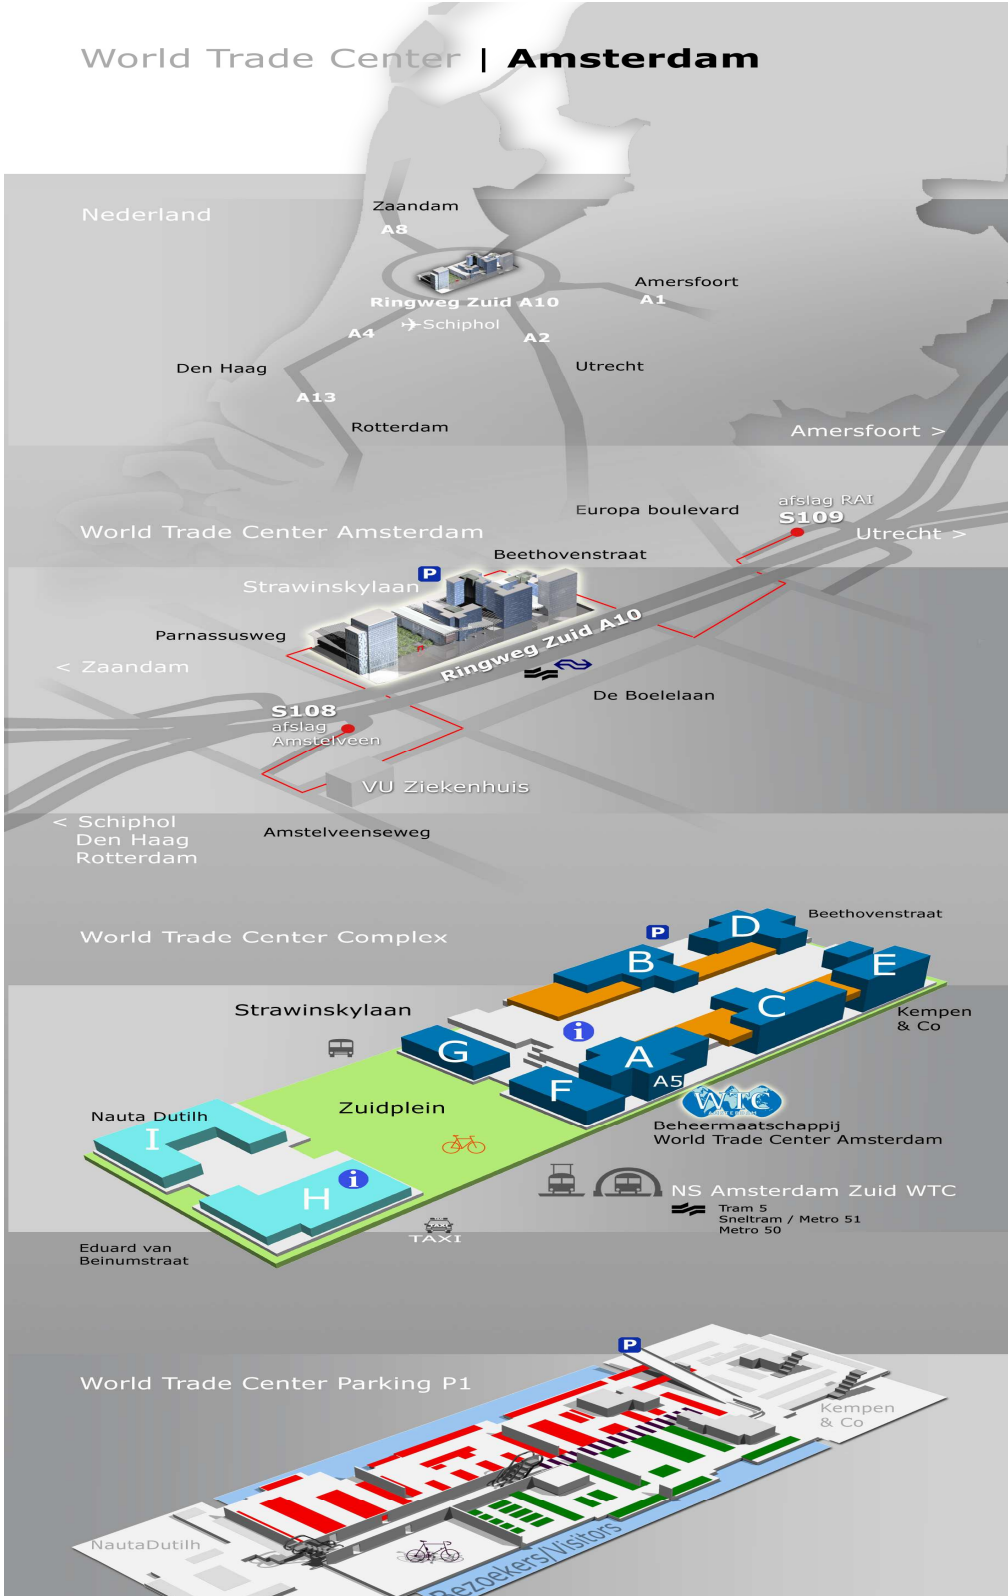 World Trade Center | Amsterdam
Nederland
Zaandam
A8
Amersfoort
A1
Ringweg Zuid A10
Schiphol
A4
A2
Den Haag
Utrecht
A13
Rotterdam
Amersfoort >
afslag RAI
S109
Europa boulevard
Utrecht >
World Trade Center Amsterdam
Beethovenstraat
P
Strawinskylaan
Parnassusweg
Ringweg Zuid A10
< Zaandam
De Boelelaan
S108
afslag
Amstelveen
VU Ziekenhuis
< Schiphol
Den Haag
Rotterdam
Amstelveenseweg
World Trade Center Complex
Beethovenstraat
P
D
B
E
C
Strawinskylaan
Kempen
& Co
i
G
A
A5
F
WTC
AMSTERDAM
Zuidplein
Nauta Dutilh
I
Beheermaatschappij
World Trade Center Amsterdam
i
H
NS Amsterdam Zuid WTC
Tram 5
Sneltram / Metro 51
Metro 50
TAXI
TAXI
Eduard van
Beinumstraat
P
World Trade Center Parking P1
Kempen
& Co
NautaDutilh
Bezoekers/Visitors